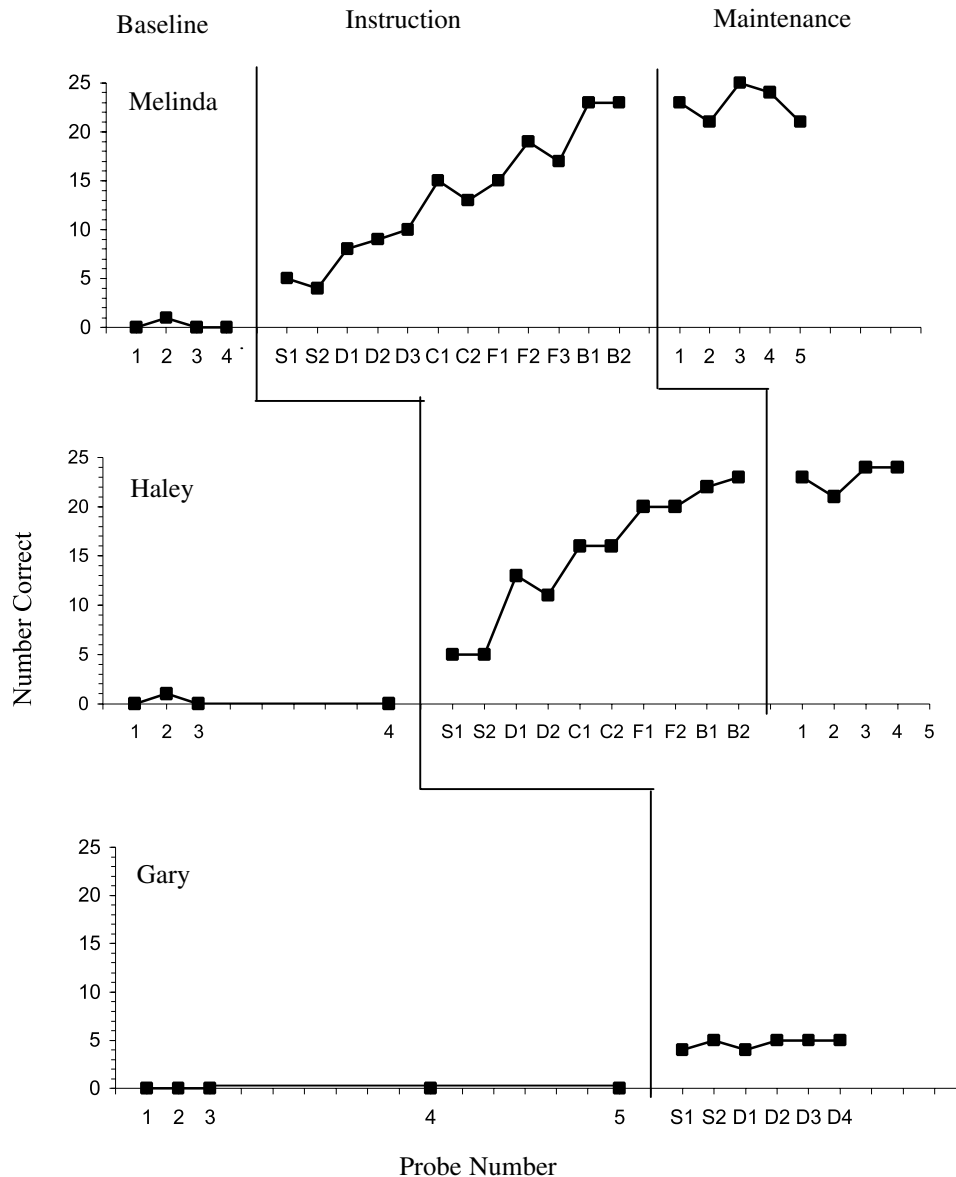 Baseline Instruction Maintenance
25
Melinda
20
15
10
5
0
1 2 3 4 S1 S2 D1 D2 D3 C1 C2 F1 F2 F3 B1 B2 1 2 3 4 5
25
Haley
20
15
10
5
0
1 2 3 4 S1 S2 D1 D2 C1 C2 F1 F2 B1 B2 1 2 3 4 5
Number Correct
25
Gary
20
15
10
5
0
1 2 3 4 5 S1 S2 D1 D2 D3 D4
Probe Number